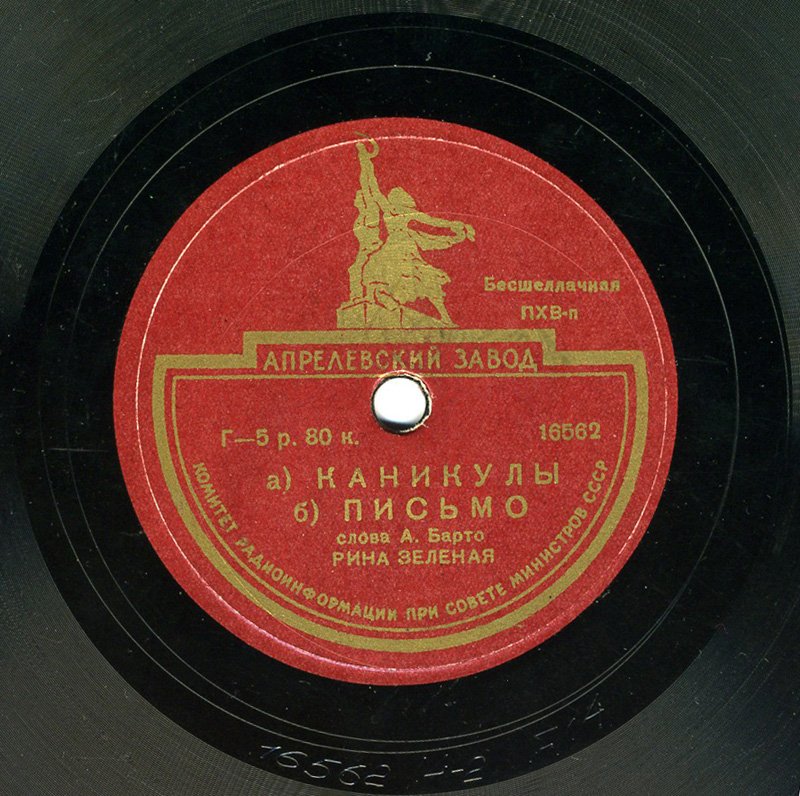 Бесшеллачная
ПХВ-п
АПРЕЛЕВСКИЙ ЗАВОД
Г—5 р. 80 к.
16562
а) КАНИКУЛЫ
б) ПИСЬМО
слова А. Барто
РИНА ЗЕЛЕНАЯ
КОМИТЕТ РАДИОИНФОРМАЦИИ ПРИ СОВЕТЕ МИНИСТРОВ СССР
16562